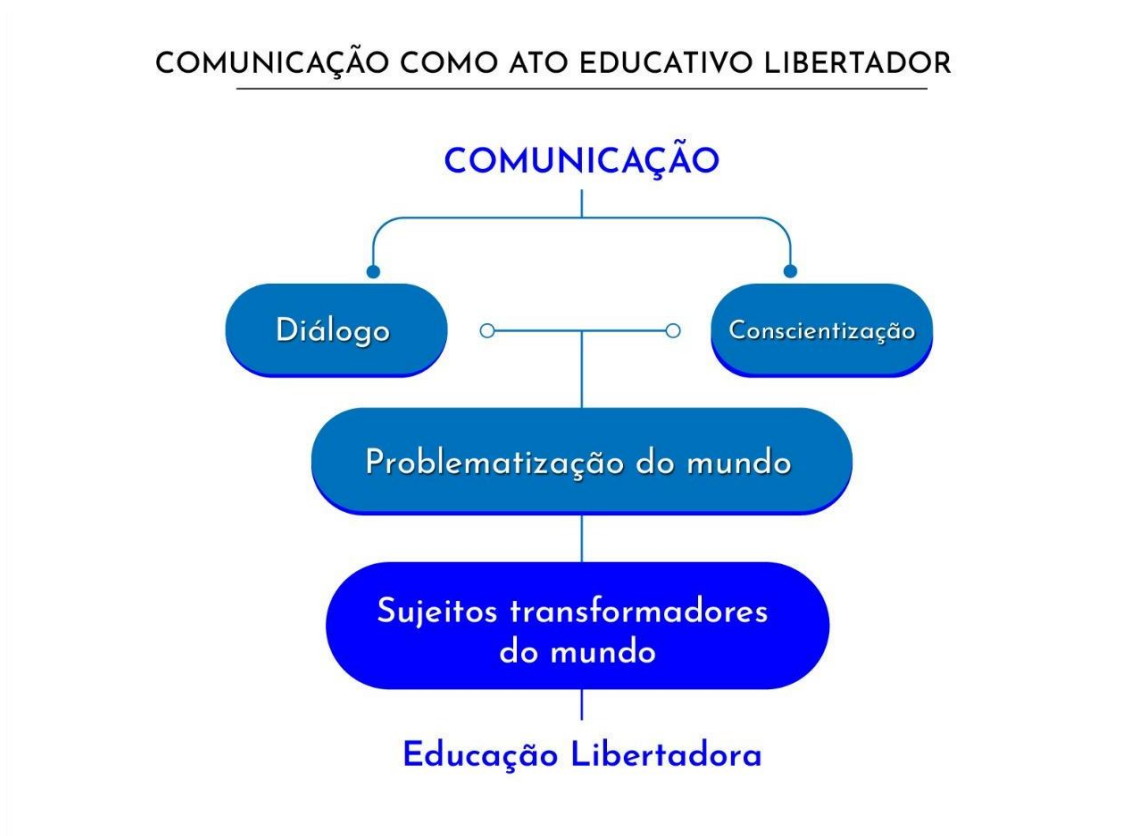 COMUNICAÇÃO COMO ATO EDUCATIVO LIBERTADOR
COMUNICAÇÃO
Diálogo
Conscientização
Problematização do mundo
Sujeitos transformadores
do mundo
Educação Libertadora